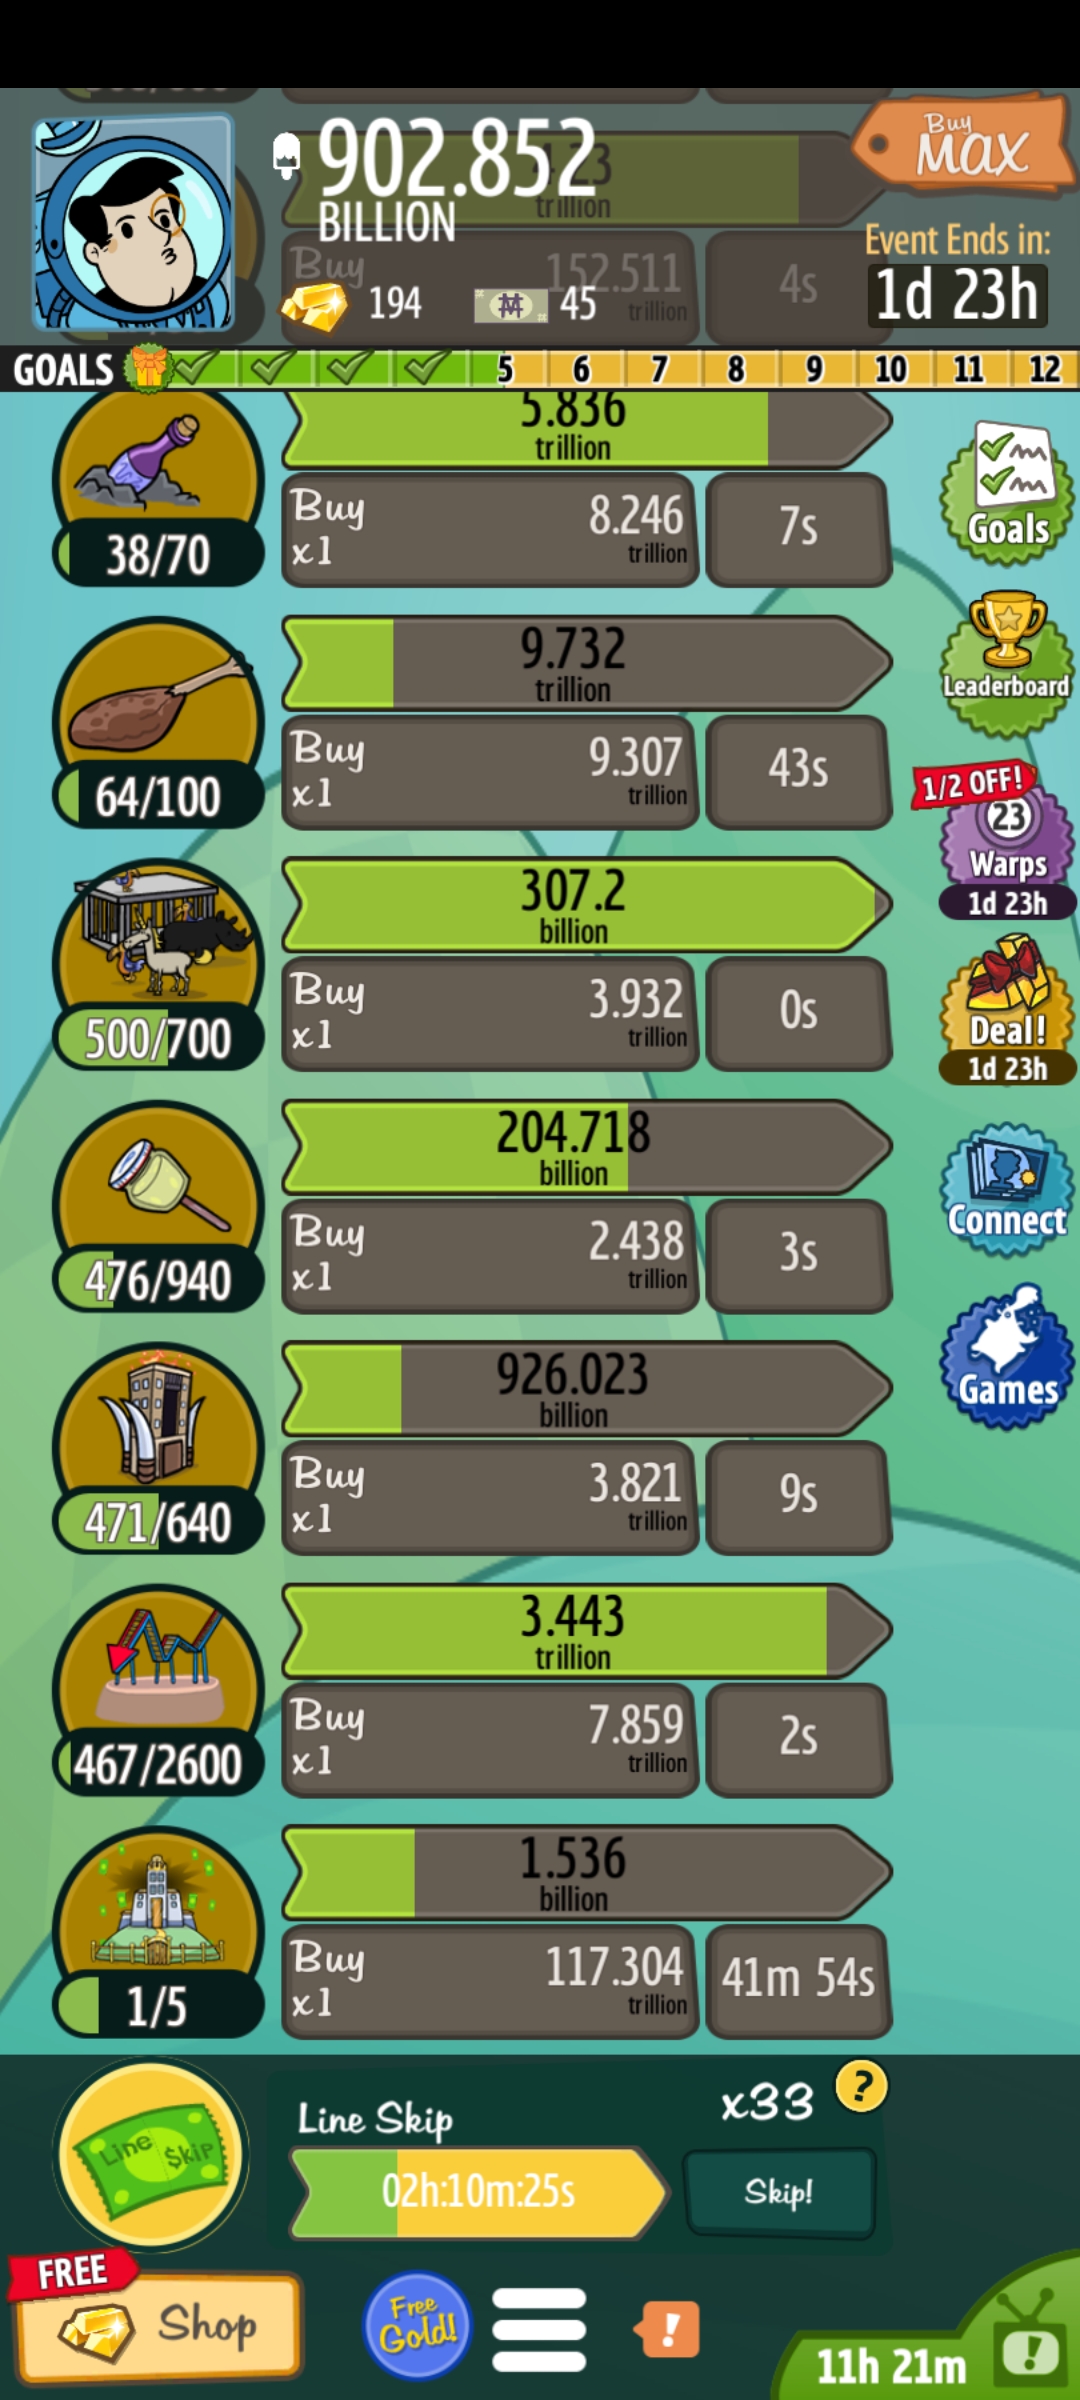 902.852
BILLION
Buy
MAX
423
trillion
Buy
152.511
trillion
4s
194
45
Event Ends in:
1d 23h
GOALS
5
6
7
8
9
10
11
12
5.836
trillion
38/70
Buy
x1
8.246
trillion
7s
Goals
9.732
trillion
64/100
Buy
x1
9.307
trillion
43s
Leaderboard
1/2 OFF!
23
Warps
1d 23h
307.2
billion
500/700
Buy
x1
3.932
trillion
0s
Deal!
1d 23h
204.718
billion
476/940
Buy
x1
2.438
trillion
3s
Connect
926.023
billion
471/640
Buy
x1
3.821
trillion
9s
Games
3.443
trillion
467/2600
Buy
x1
7.859
trillion
2s
1.536
billion
1/5
Buy
x1
117.304
trillion
41m 54s
Line $kip
Line Skip
x33
?
02h:10m:25s
Skip!
FREE
Shop
Free
Gold!
!
11h 21m
!